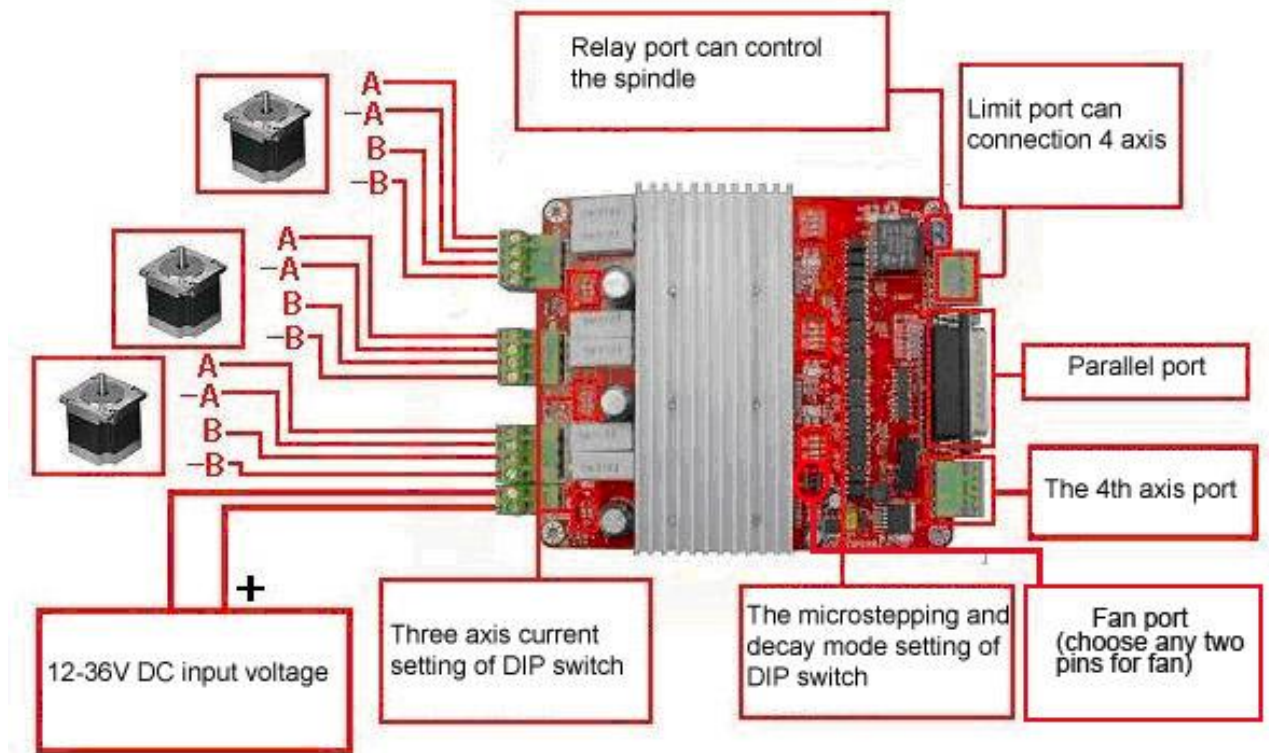 Relay port can control
the spindle
Limit port can
connection 4 axis
A
-A
B
-B
A
-A
B
-B
A
-A
B
-B
Parallel port
The 4th axis port
+
12-36V DC input voltage
Three axis current
setting of DIP switch
The microstepping and
decay mode setting of
DIP switch
Fan port
(choose any two
pins for fan)